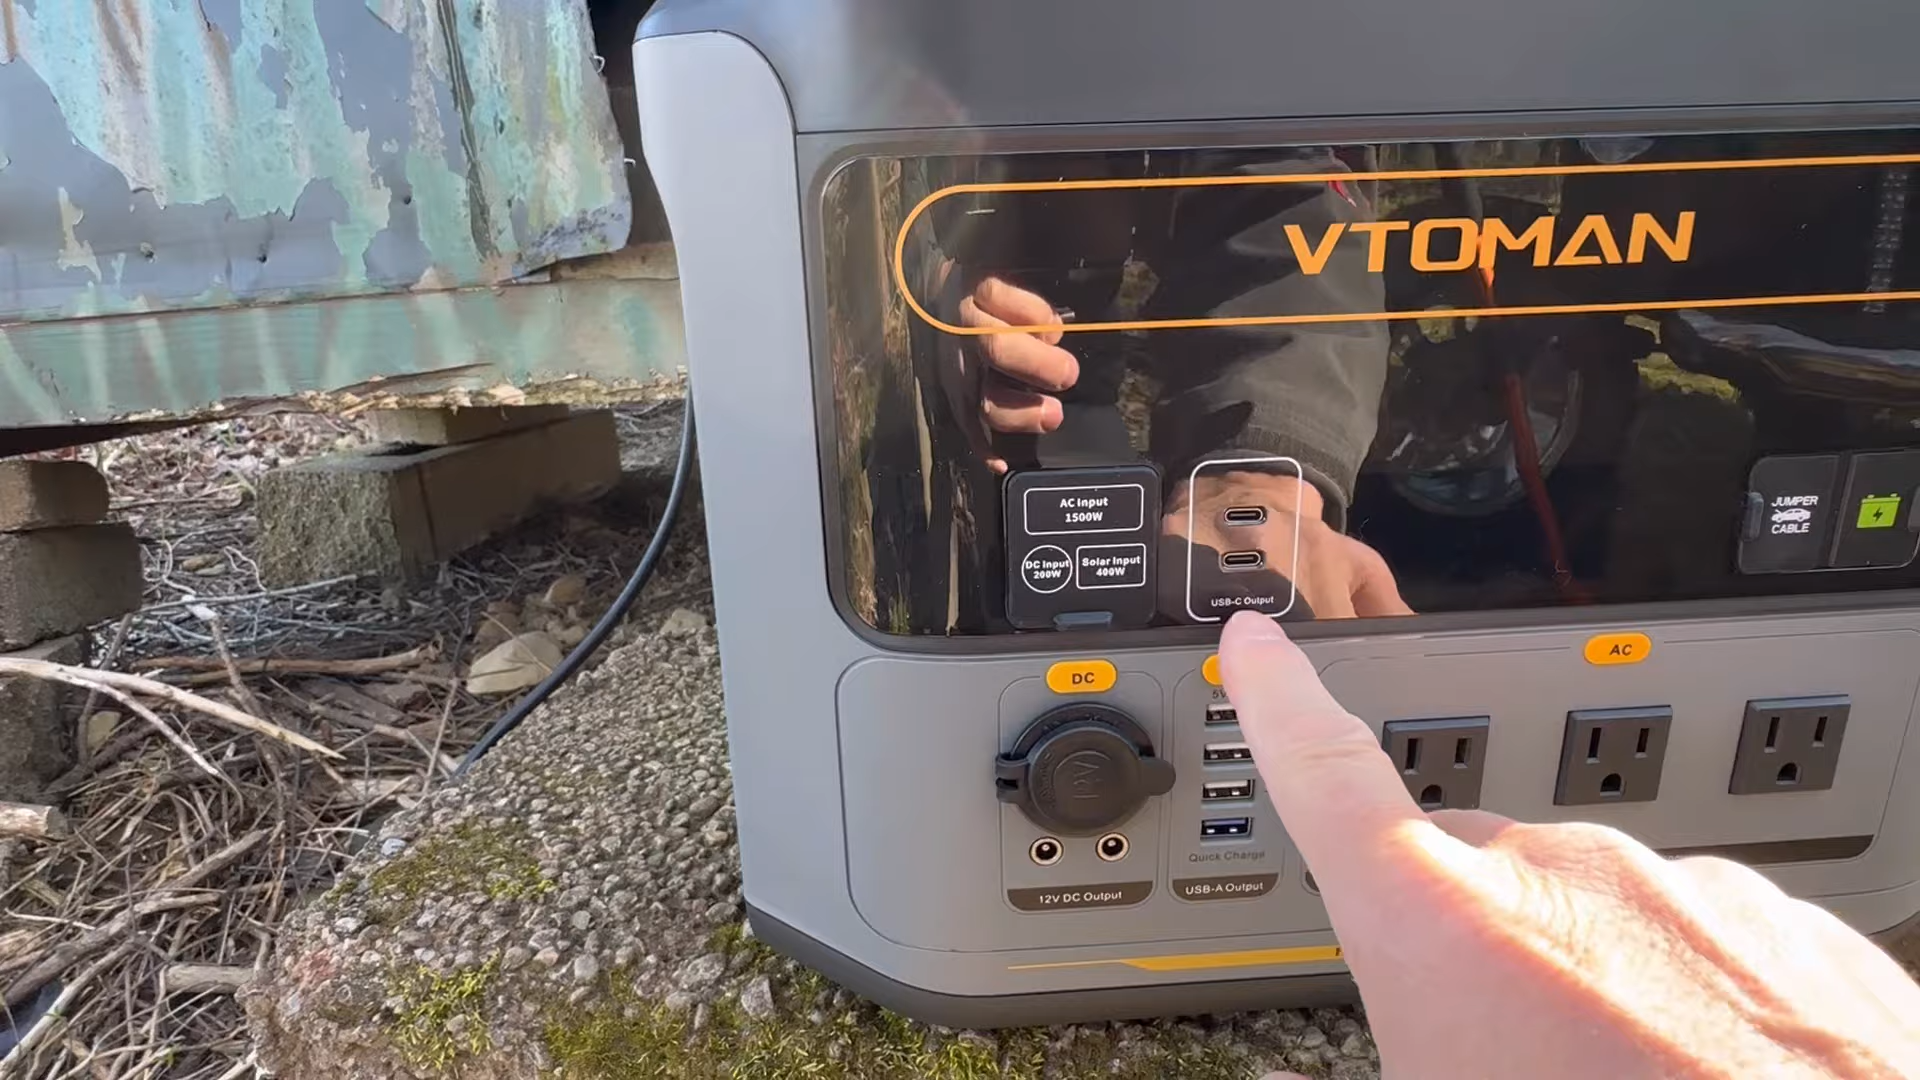 VTOMAN
AC Input
1500W
DC Input
200W
Solar Input
400W
USB-C Output
JUMPER
CABLE
DC
AC
5V
Quick Charge
12V DC Output
USB-A Output